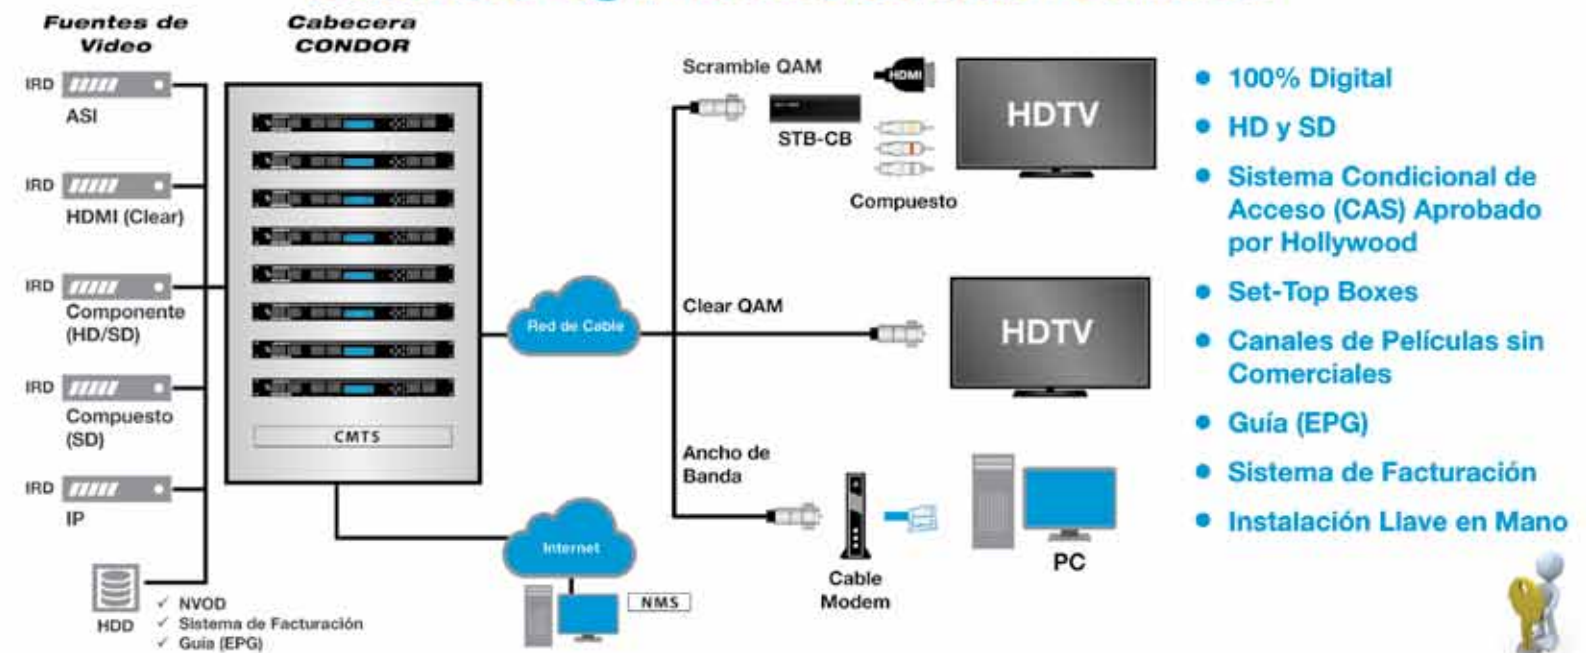 Fuentes de
Video
Cabecera
CONDOR
IRD
ASI
IRD
HDMI (Clear)
IRD
Componente
(HD/SD)
IRD
Compuesto
(SD)
IRD
IP
HDD
✓ NVOD
✓ Sistema de Facturación
✓ Guía (EPG)
CMTS
Red de Cable
Internet
NMS
Scramble QAM
HDMI
STB-CB
Compuesto
HDTV
Clear QAM
HDTV
Ancho de
Banda
Cable
Modem
PC
• 100% Digital
• HD y SD
• Sistema Condicional de
Acceso (CAS) Aprobado
por Hollywood
• Set-Top Boxes
• Canales de Películas sin
Comerciales
• Guía (EPG)
• Sistema de Facturación
• Instalación Llave en Mano